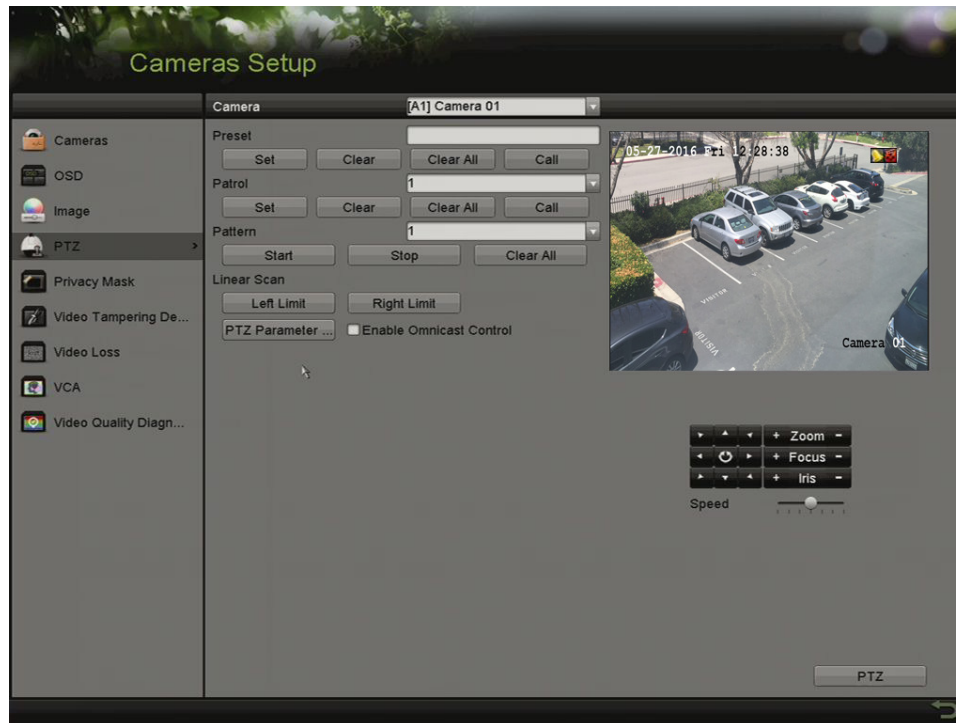 Cameras Setup
Camera [A1] Camera 01
Cameras
OSD
Image
PTZ
Privacy Mask
Video Tampering De...
Video Loss
VCA
Video Quality Diagn...
Preset
Set Clear Clear All Call
Patrol 1
Set Clear Clear All Call
Pattern 1
Start Stop Clear All
Linear Scan
Left Limit Right Limit
PTZ Parameter ... Enable Omnicast Control
05-27-2016 Fri 12:28:38
VISITOR
VISITOR
Camera 01
+ Zoom -
+ Focus -
+ Iris -
Speed
PTZ